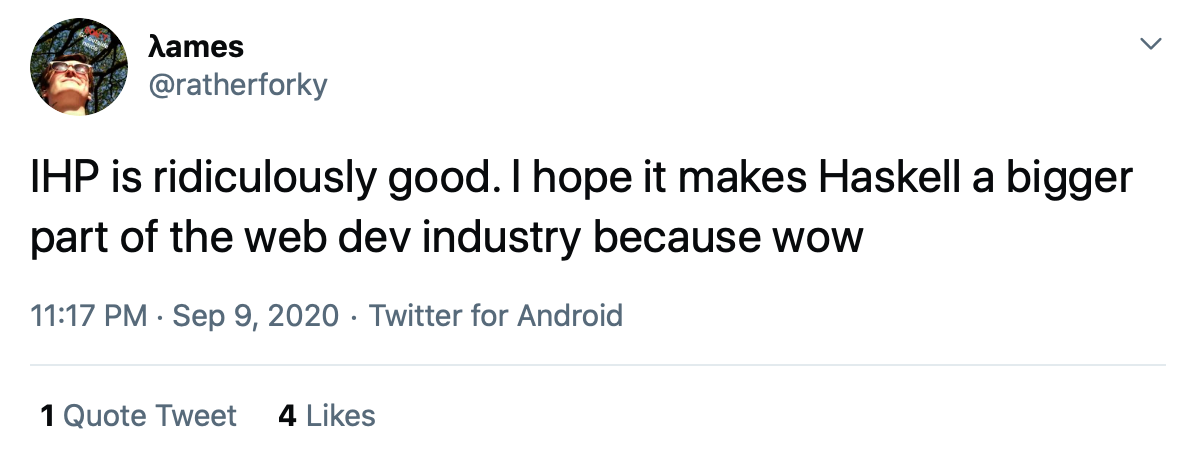 λames
@ratherforky
IHP is ridiculously good. I hope it makes Haskell a bigger
part of the web dev industry because wow
11:17 PM · Sep 9, 2020 · Twitter for Android
1 Quote Tweet 4 Likes